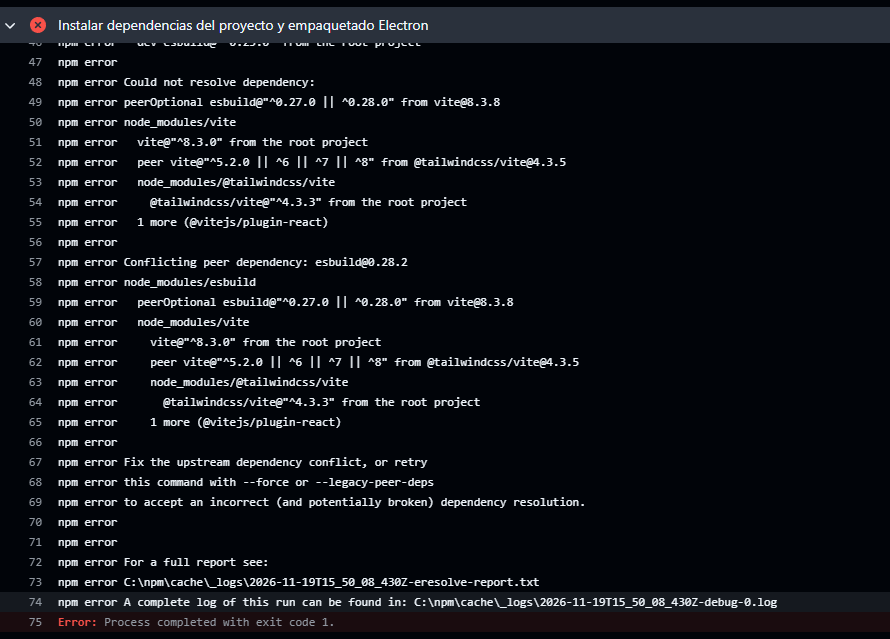 Instalar dependencias del proyecto y empaquetado Electron
46 npm error dev esbuild@"^0.25.0" from the root project
47 npm error
48 npm error Could not resolve dependency:
49 npm error peerOptional esbuild@"^0.27.0 || ^0.28.0" from vite@8.3.8
50 npm error node_modules/vite
51 npm error   vite@"^8.3.0" from the root project
52 npm error   peer vite@"^5.2.0 || ^6 || ^7 || ^8" from @tailwindcss/vite@4.3.5
53 npm error   node_modules/@tailwindcss/vite
54 npm error     @tailwindcss/vite@"^4.3.3" from the root project
55 npm error   1 more (@vitejs/plugin-react)
56 npm error
57 npm error Conflicting peer dependency: esbuild@0.28.2
58 npm error node_modules/esbuild
59 npm error   peerOptional esbuild@"^0.27.0 || ^0.28.0" from vite@8.3.8
60 npm error   node_modules/vite
61 npm error     vite@"^8.3.0" from the root project
62 npm error     peer vite@"^5.2.0 || ^6 || ^7 || ^8" from @tailwindcss/vite@4.3.5
63 npm error     node_modules/@tailwindcss/vite
64 npm error       @tailwindcss/vite@"^4.3.3" from the root project
65 npm error     1 more (@vitejs/plugin-react)
66 npm error
67 npm error Fix the upstream dependency conflict, or retry
68 npm error this command with --force or --legacy-peer-deps
69 npm error to accept an incorrect (and potentially broken) dependency resolution.
70 npm error
71 npm error
72 npm error For a full report see:
73 npm error C:\npm\cache\_logs\2026-11-19T15_50_08_430Z-eresolve-report.txt
74 npm error A complete log of this run can be found in: C:\npm\cache\_logs\2026-11-19T15_50_08_430Z-debug-0.log
75 Error: Process completed with exit code 1.